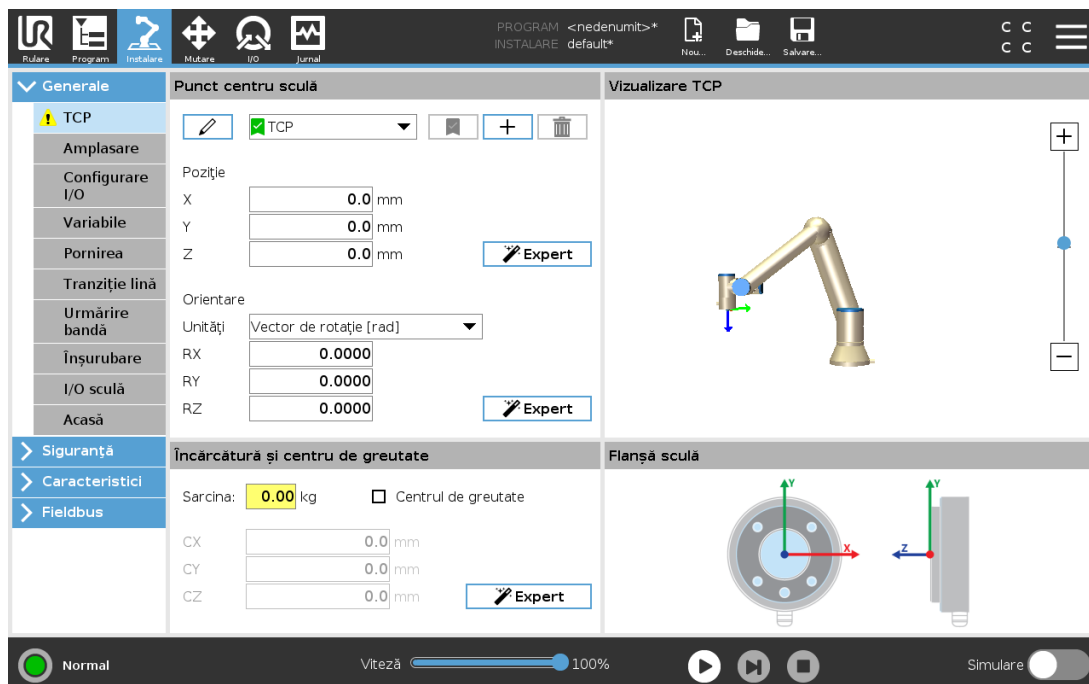 UR
Rulare
Program
Instalare
Mutare
I/O
Jurnal
PROGRAM <nedenumit>*
INSTALARE default*
Nou...
Deschide...
Salvare...
C C
C C
Generale
TCP
Amplasare
Configurare
I/O
Variabile
Pornirea
Tranziție lină
Urmărire
bandă
Înșurubare
I/O sculă
Acasă
Siguranță
Caracteristici
Fieldbus
Punct centru sculă
TCP
Poziție
X 0.0 mm
Y 0.0 mm
Z 0.0 mm
Expert
Orientare
Unități Vector de rotație [rad]
RX 0.0000
RY 0.0000
RZ 0.0000
Expert
Vizualizare TCP
Încărcătură și centru de greutate
Sarcina: 0.00 kg
Centrul de greutate
CX 0.0 mm
CY 0.0 mm
CZ 0.0 mm
Expert
Flanșă sculă
Y
X
Y
Z
Normal
Viteză 100%
Simulare